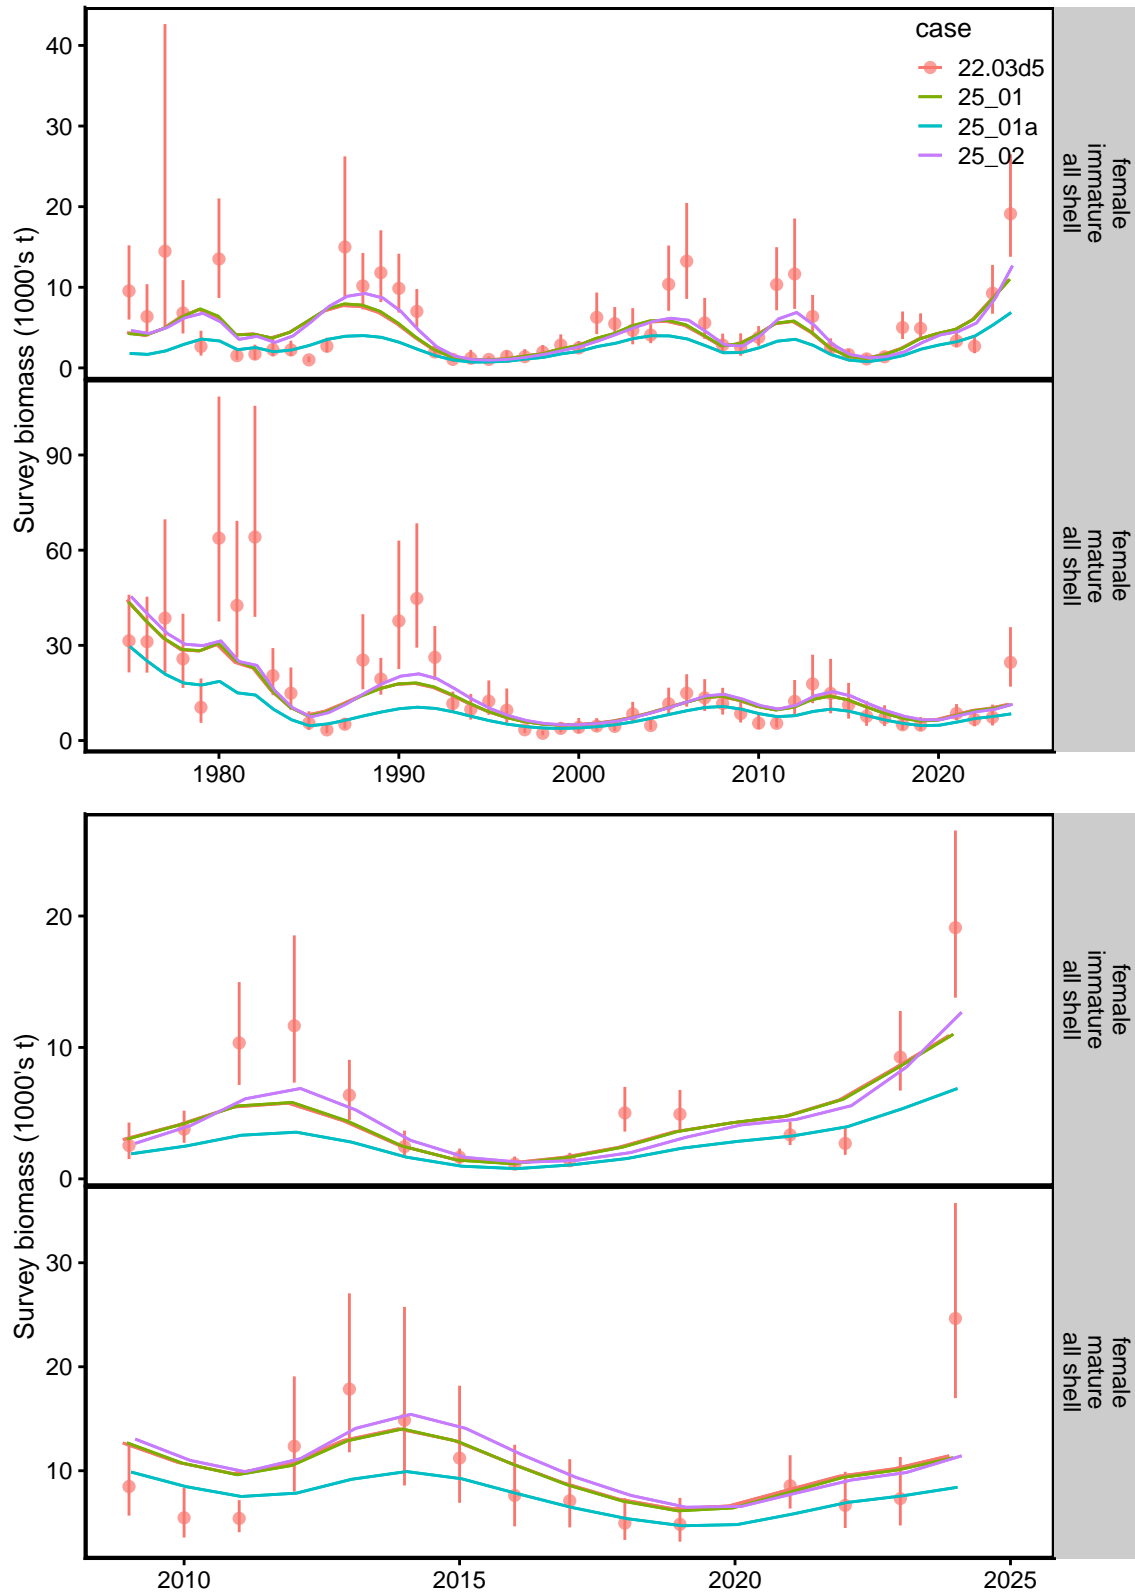 case
22.03d5
25_01
25_01a
25_02
Survey biomass (1000's t)
40
30
20
10
0
female
immature
all shell
90
60
30
0
female
mature
all shell
1980
1990
2000
2010
2020
Survey biomass (1000's t)
20
10
0
female
immature
all shell
30
20
10
female
mature
all shell
2010
2015
2020
2025